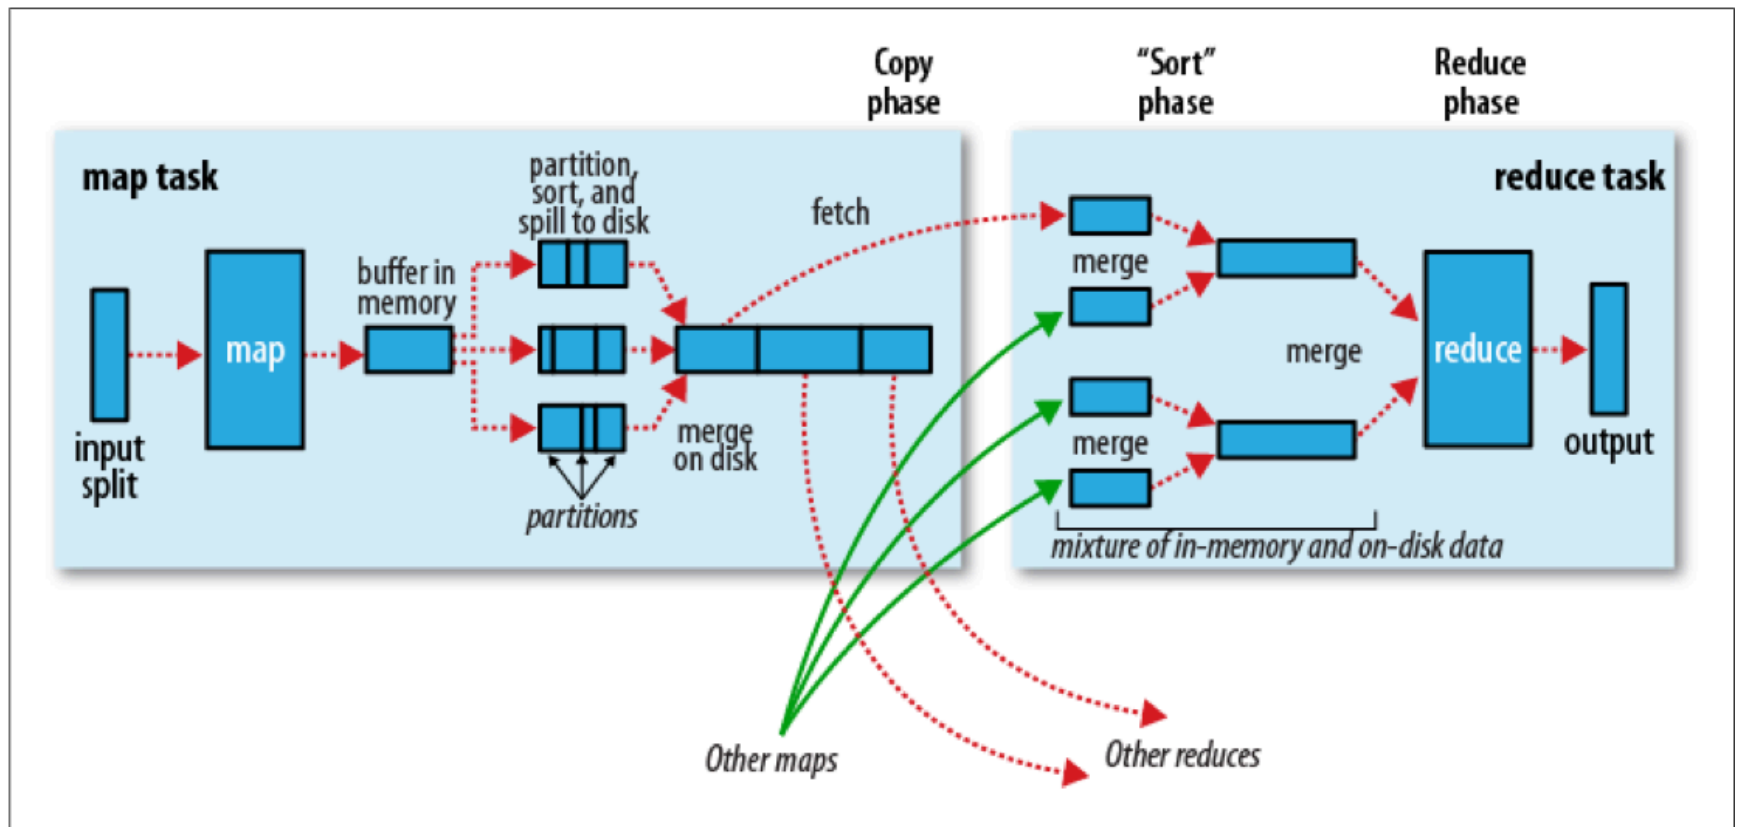 Copy
phase
“Sort”
phase
Reduce
phase
map task
reduce task
partition,
sort, and
spill to disk
fetch
buffer in
memory
merge
map
merge
reduce
input
split
merge
on disk
merge
output
partitions
mixture of in-memory and on-disk data
Other maps
Other reduces